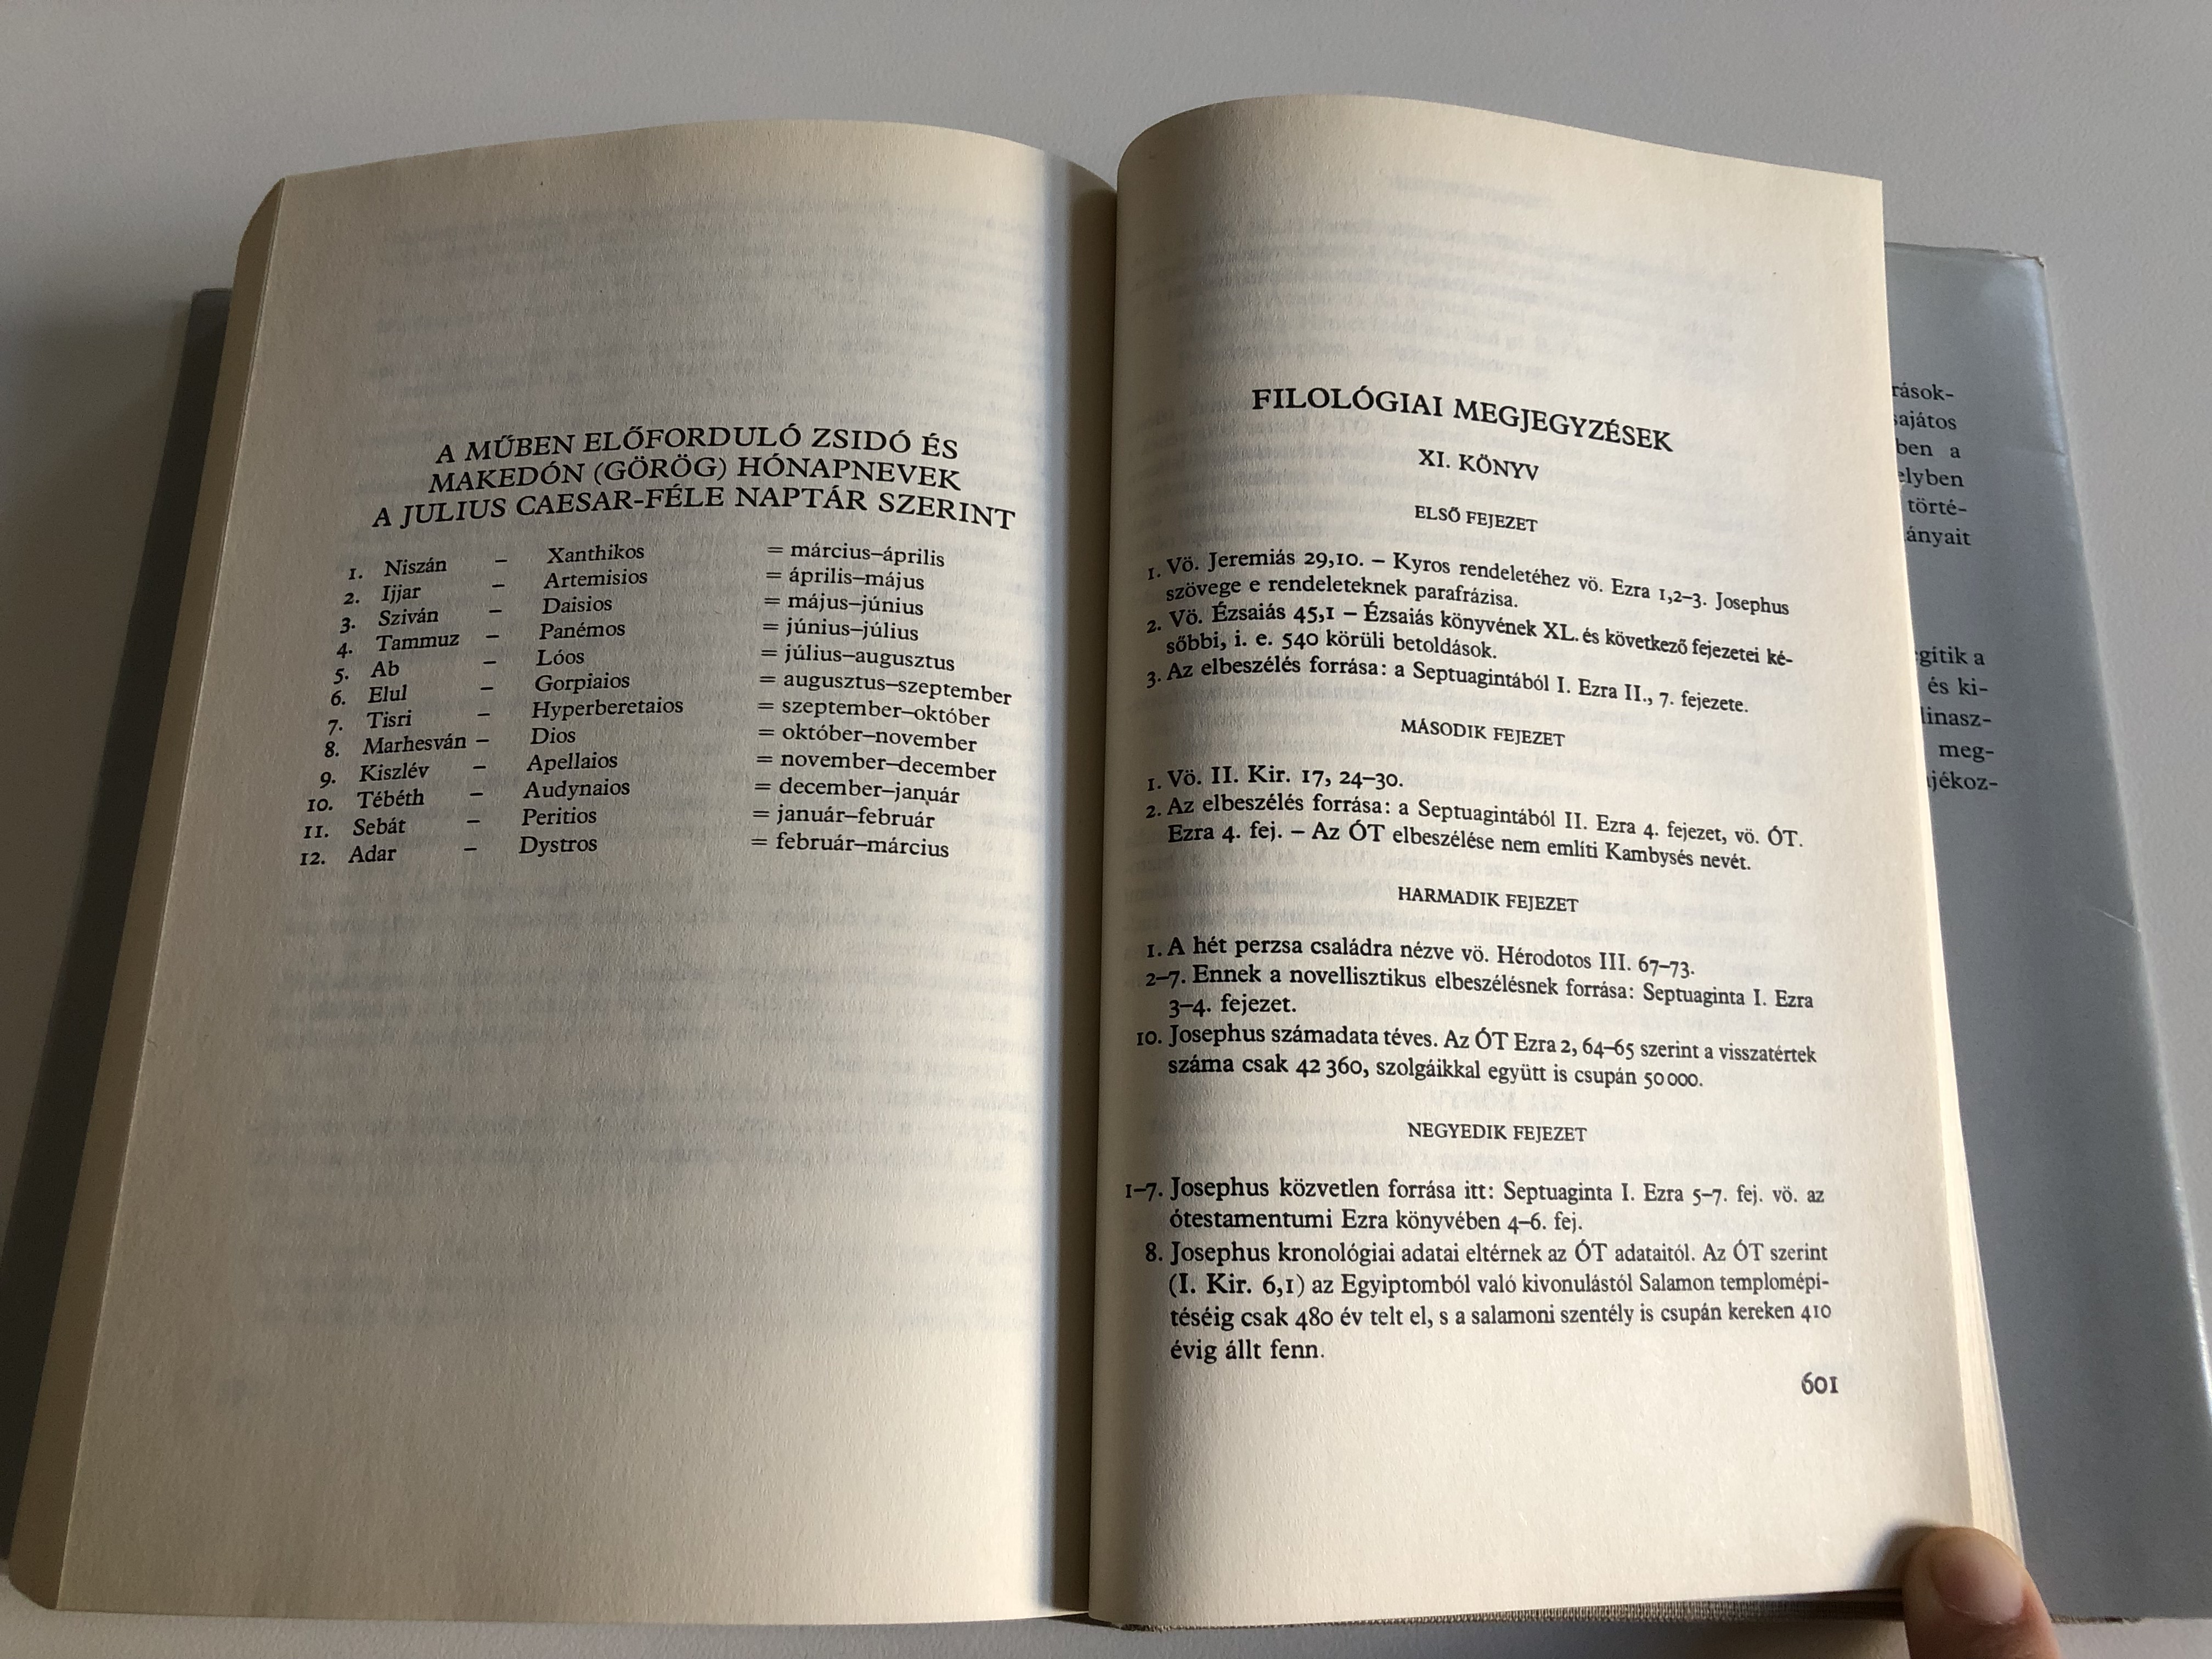 A MŰBEN ELŐFORDULÓ ZSIDÓ ÉS
MAKEDÓN (GÖRÖG) HÓNAPNEVEK
A JULIUS CAESAR-FÉLE NAPTÁR SZERINT
1. Niszán – Xanthikos = március–április
2. Ijjar – Artemisios = április–május
3. Sziván – Daisios = május–június
4. Tammuz – Panémos = június–július
5. Ab – Lóos = július–augusztus
6. Elul – Gorpiaios = augusztus–szeptember
7. Tisri – Hyperberetaios = szeptember–október
8. Marhesván – Dios = október–november
9. Kiszlév – Apellaios = november–december
10. Tébéth – Audynaios = december–január
11. Sebát – Peritios = január–február
12. Adar – Dystros = február–március
FILOLÓGIAI MEGJEGYZÉSEK
XI. KÖNYV
ELSŐ FEJEZET
1. Vö. Jeremiás 29,10. – Kyros rendeletéhez vö. Ezra 1,2–3. Josephus
szövege e rendeleteknek parafrázisa.
2. Vö. Ézsaiás 45,1 – Ézsaiás könyvének XL. és következő fejezetei ké-
sőbbi, i. e. 540 körüli betoldások.
3. Az elbeszélés forrása: a Septuagintából I. Ezra II., 7. fejezete.
MÁSODIK FEJEZET
1. Vö. II. Kir. 17, 24–30.
2. Az elbeszélés forrása: a Septuagintából II. Ezra 4. fejezet, vö. ÓT.
Ezra 4. fej. – Az ÓT elbeszélése nem említi Kambysés nevét.
HARMADIK FEJEZET
1. A hét perzsa családra nézve vö. Hérodotos III. 67–73.
2–7. Ennek a novellisztikus elbeszélésnek forrása: Septuaginta I. Ezra
3–4. fejezet.
10. Josephus számadata téves. Az ÓT Ezra 2, 64–65 szerint a visszatértek
száma csak 42 360, szolgáikkal együtt is csupán 50 000.
NEGYEDIK FEJEZET
1–7. Josephus közvetlen forrása itt: Septuaginta I. Ezra 5–7. fej. vö. az
ótestamentumi Ezra könyvében 4–6. fej.
8. Josephus kronológiai adatai eltérnek az ÓT adataitól. Az ÓT szerint
(I. Kir. 6,1) az Egyiptomból való kivonulástól Salamon templomépí-
téséig csak 480 év telt el, s a salamoni szentély is csupán kereken 410
évig állt fenn.
601
rások-
sajátos
ben a
elyben
törté-
ányait
gítik a
és ki-
linasz-
meg-
jékoz-